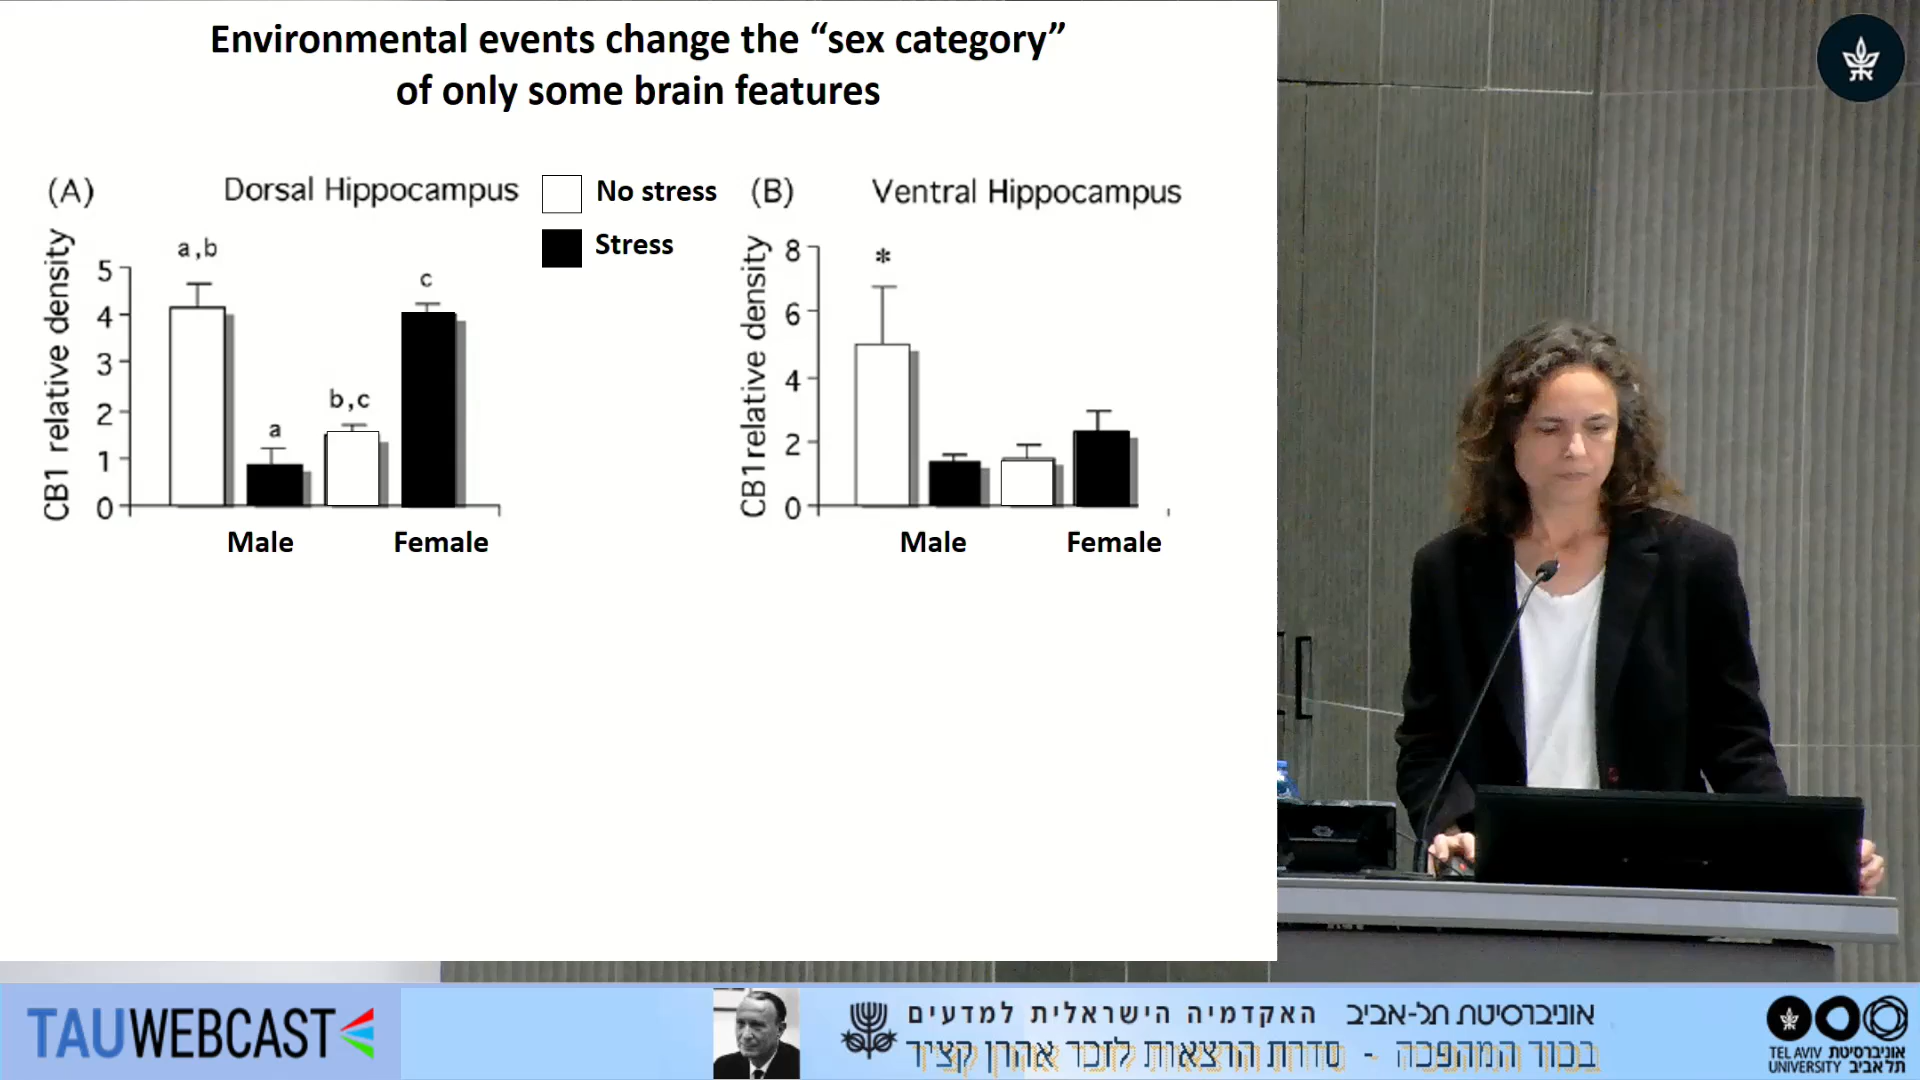 Environmental events change the “sex category”
of only some brain features
(A) Dorsal Hippocampus
No stress
Stress
CB1 relative density
5
4
3
2
1
0
a,b
a
b,c
c
Male Female
(B) Ventral Hippocampus
CB1 relative density
8
6
4
2
0
*
Male Female
TAUWEBCAST
האקדמיה הישראלית למדעים
אוניברסיטת תל-אביב
בכור המהפכה - סדרת הרצאות לזכר אהרן קציר
TEL AVIV אוניברסיטת
UNIVERSITY תל אביב